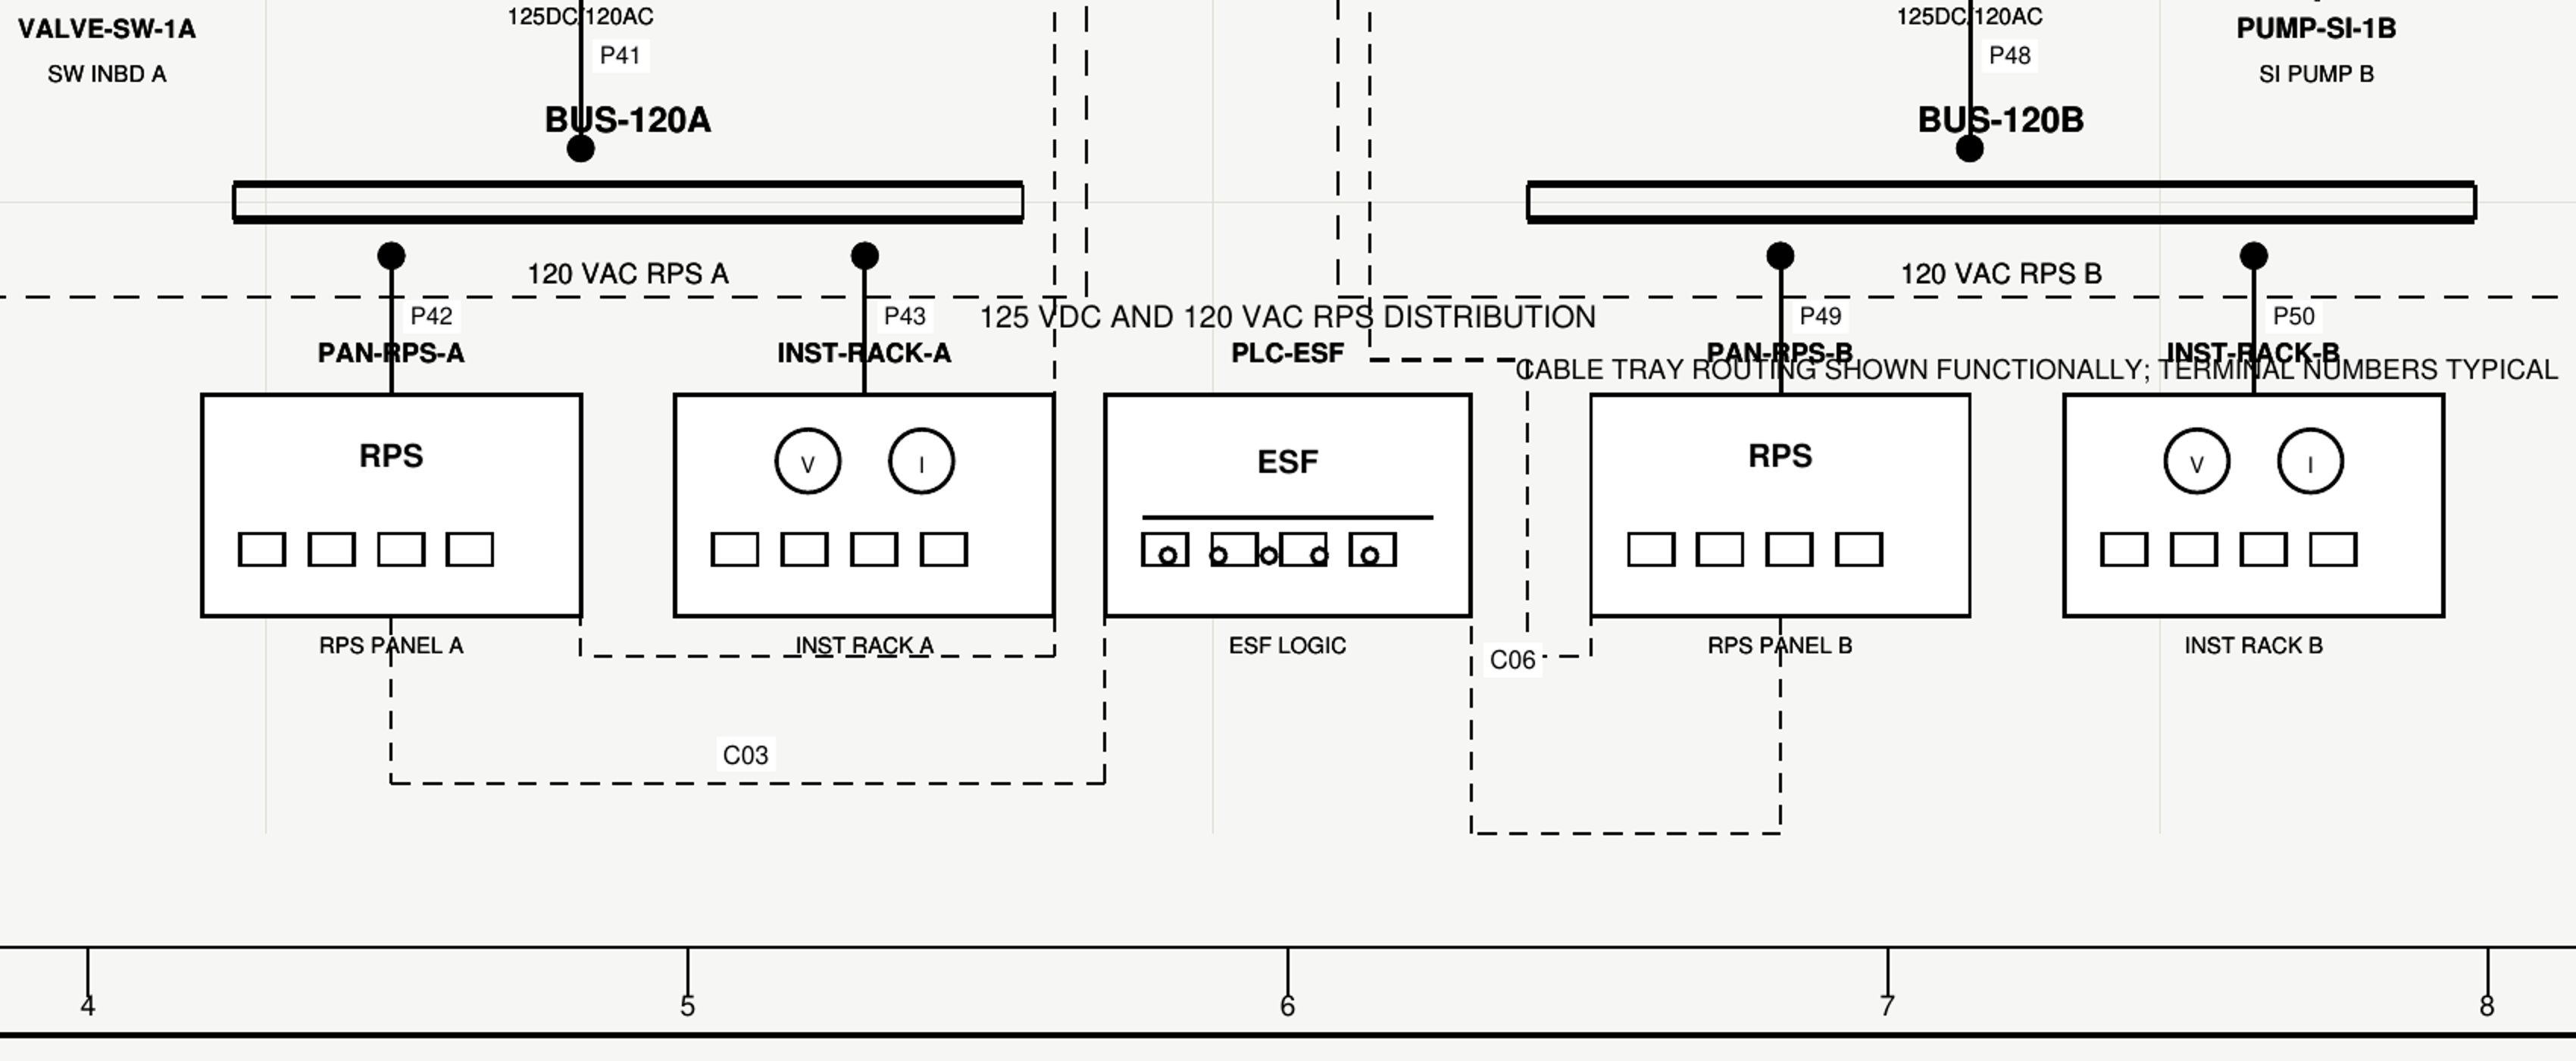 125DC/120AC
125DC/120AC
VALVE-SW-1A
PUMP-SI-1B
P41
P48
SW INBD A
SI PUMP B
BUS-120A
BUS-120B
120 VAC RPS A
120 VAC RPS B
P42
P43
125 VDC AND 120 VAC RPS DISTRIBUTION
P49
P50
PAN-RPS-A
INST-RACK-A
PLC-ESF
PAN-RPS-B
INST-RACK-B
CABLE TRAY ROUTING SHOWN FUNCTIONALLY; TERMINAL NUMBERS TYPICAL
RPS
V
I
ESF
RPS
V
I
RPS PANEL A
INST RACK A
ESF LOGIC
C06
RPS PANEL B
INST RACK B
C03
4
5
6
7
8